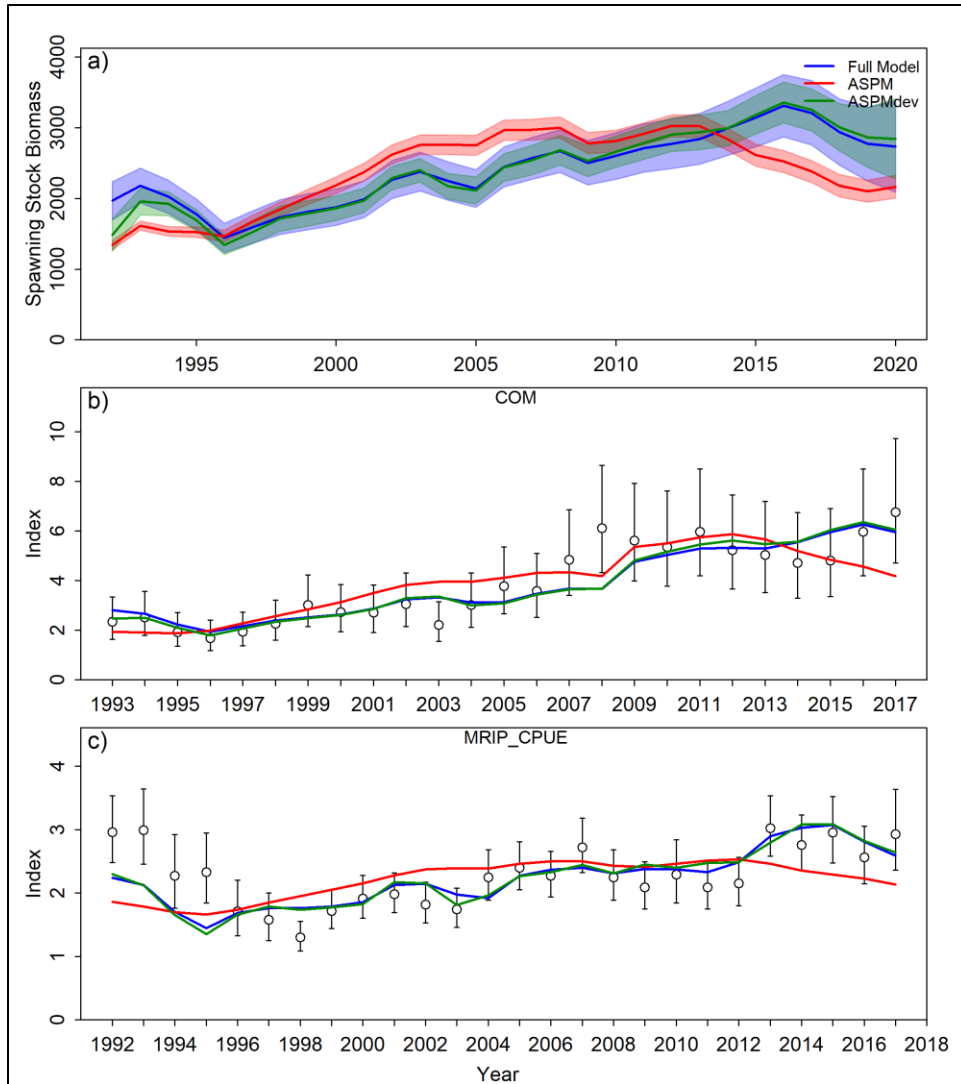 a)
Spawning Stock Biomass
0 1000 2000 3000 4000
Full Model
ASPM
ASPMdev
1995 2000 2005 2010 2015 2020
b)
COM
Index
0 2 4 6 8 10
1993 1995 1997 1999 2001 2003 2005 2007 2009 2011 2013 2015 2017
c)
MRIP_CPUE
Index
0 1 2 3 4
1992 1994 1996 1998 2000 2002 2004 2006 2008 2010 2012 2014 2016 2018
Year